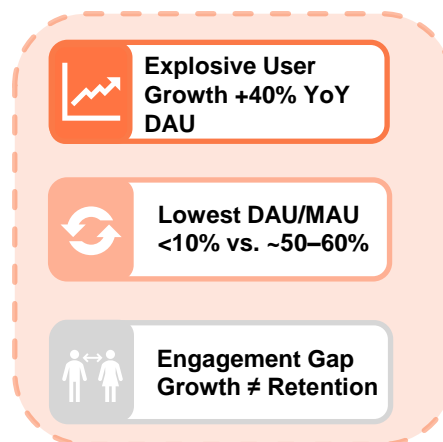 Explosive User
Growth +40% YoY
DAU
Lowest DAU/MAU
<10% vs. ~50–60%
Engagement Gap
Growth ≠ Retention